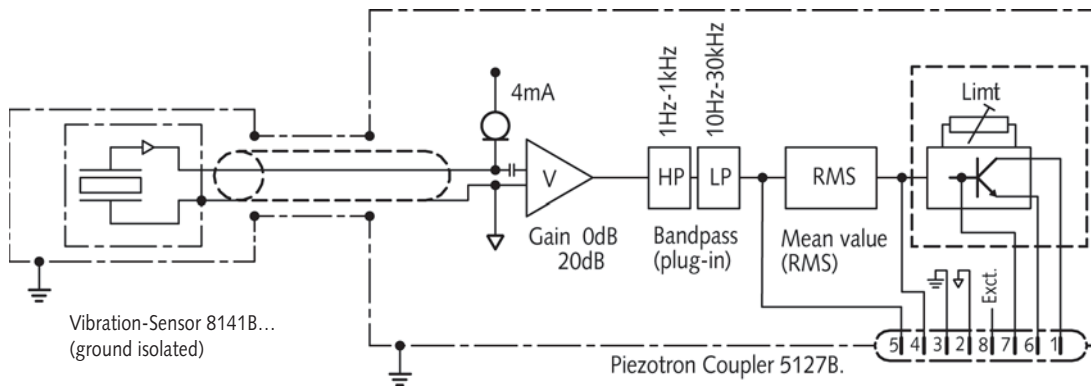 4mA
1Hz-1kHz
10Hz-30kHz
Limt
V
HP
LP
RMS
Gain 0dB
20dB
Bandpass
(plug-in)
Mean value
(RMS)
Exct.
Vibration-Sensor 8141B...
(ground isolated)
5 4 3 2 8 7 6 1
Piezotron Coupler 5127B.